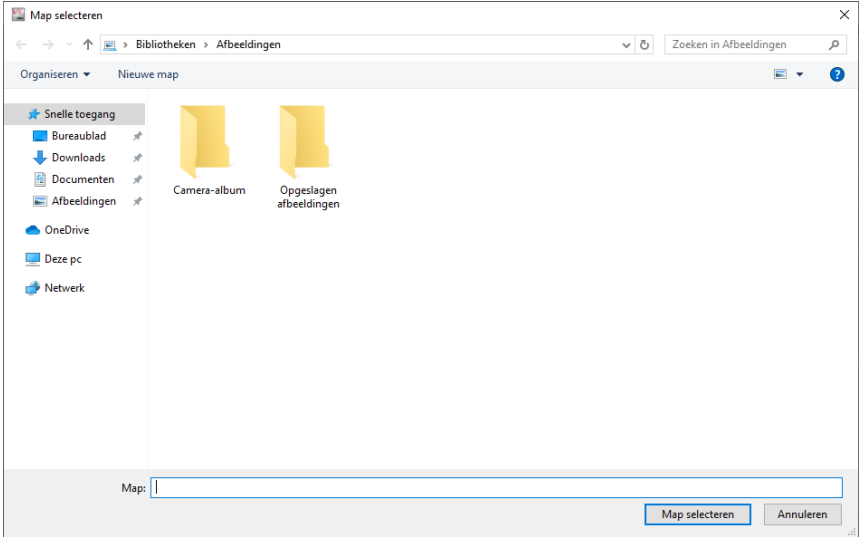 Map selecteren
Bibliotheken > Afbeeldingen
Zoeken in Afbeeldingen
Organiseren
Nieuwe map
?
Snelle toegang
Bureaublad
Downloads
Documenten
Afbeeldingen
OneDrive
Deze pc
Netwerk
Camera-album
Opgeslagen
afbeeldingen
Map:
Map selecteren
Annuleren